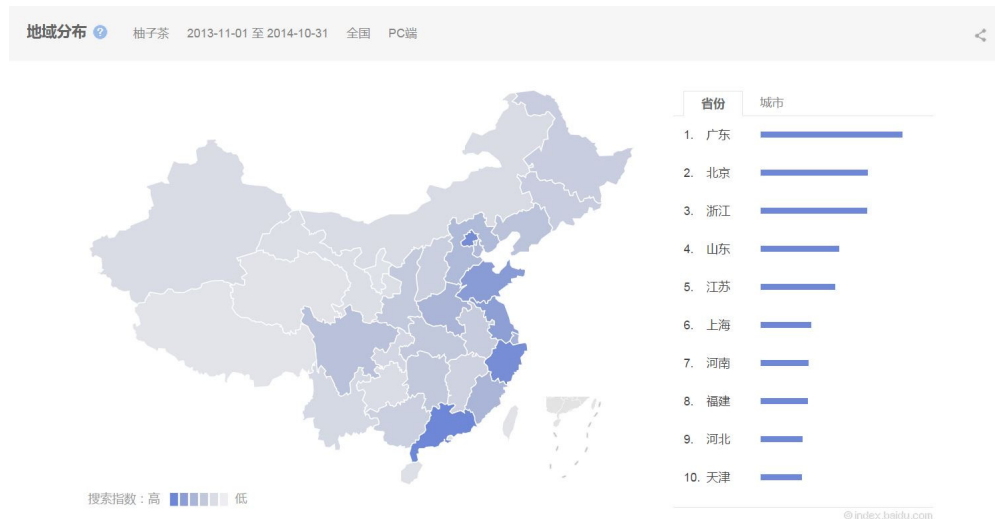 地域分布 ? 柚子茶 2013-11-01 至 2014-10-31 全国 PC端
省份 城市
1. 广东
2. 北京
3. 浙江
4. 山东
5. 江苏
6. 上海
7. 河南
8. 福建
9. 河北
10. 天津
搜索指数：高 低
@index.baidu.com